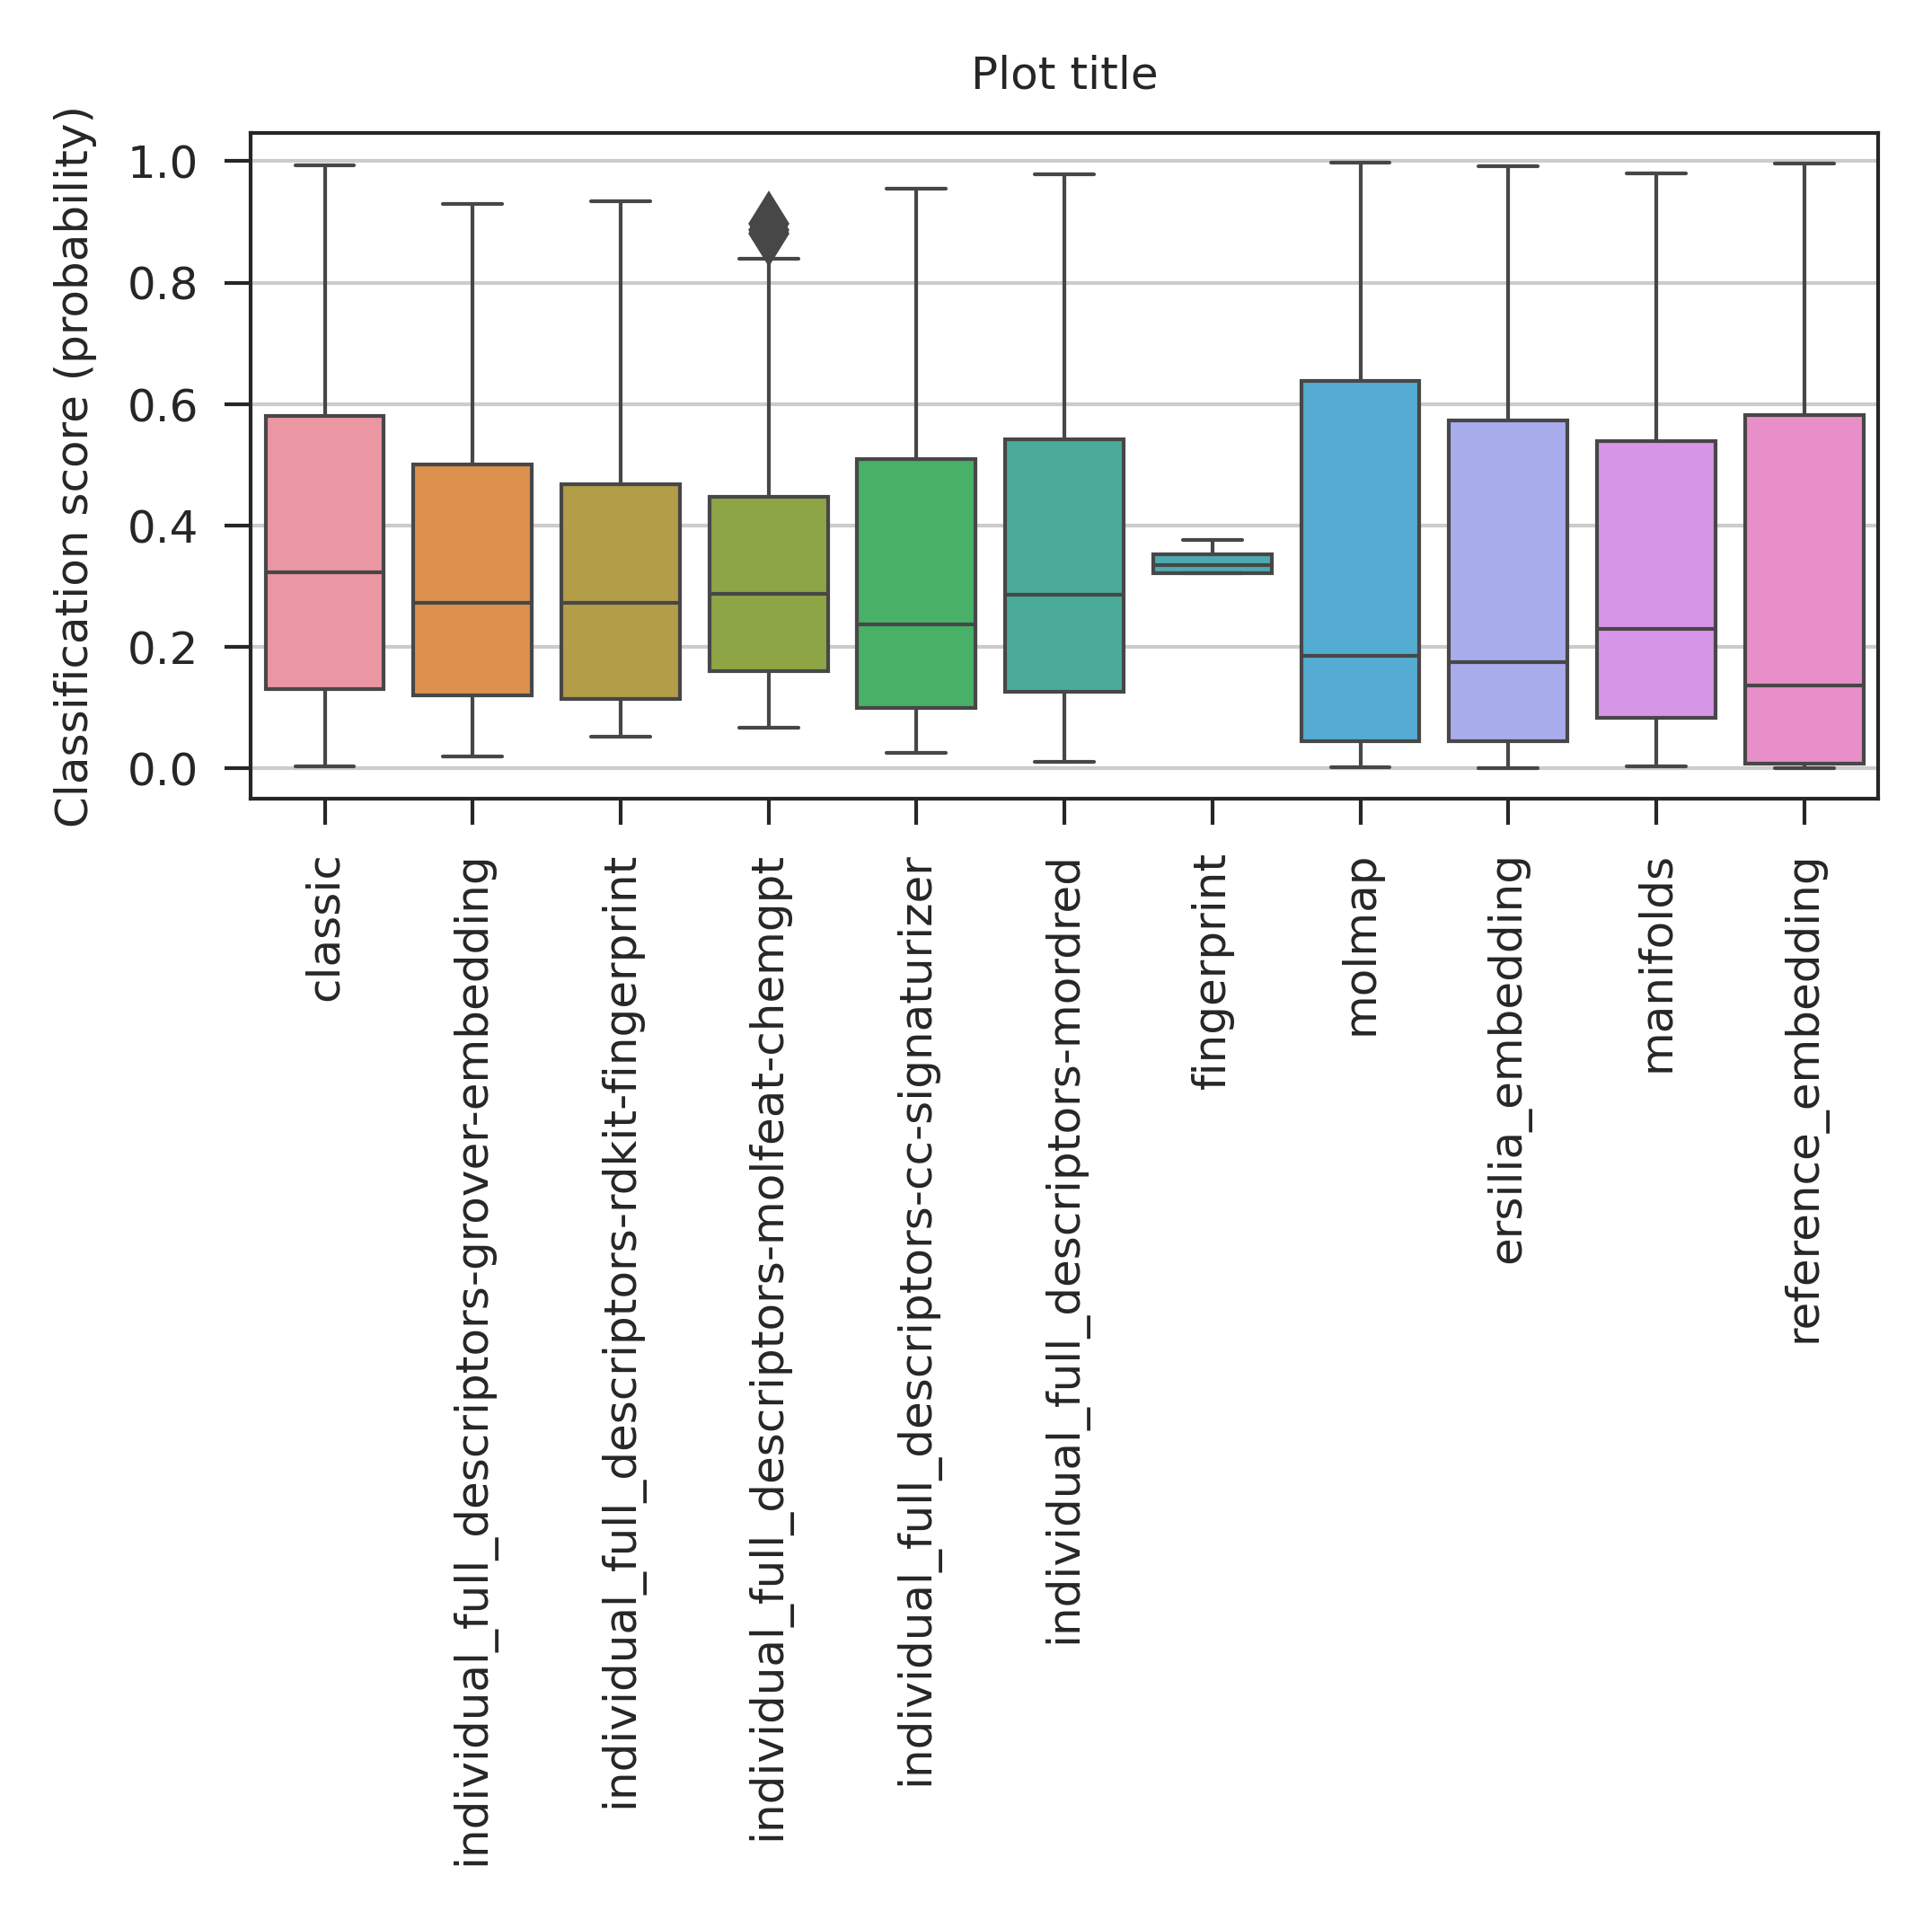 Plot title
Classification score (probability)
1.0
0.8
0.6
0.4
0.2
0.0
classic
individual_full_descriptors-grover-embedding
individual_full_descriptors-rdkit-fingerprint
individual_full_descriptors-molfeat-chemgpt
individual_full_descriptors-cc-signaturizer
individual_full_descriptors-mordred
fingerprint
molmap
ersilia_embedding
manifolds
reference_embedding